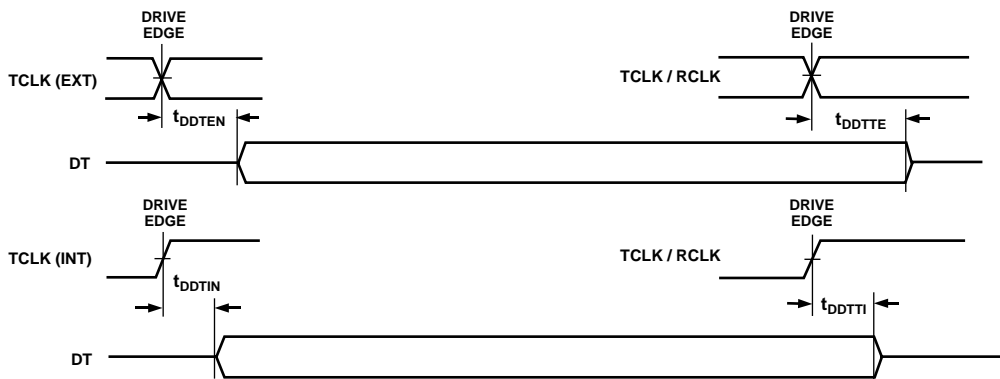 DRIVE
EDGE
DRIVE
EDGE
TCLK (EXT)
TCLK / RCLK
tDDTEN
tDDTTE
DT
DRIVE
EDGE
DRIVE
EDGE
TCLK (INT)
TCLK / RCLK
tDDTIN
tDDTTI
DT